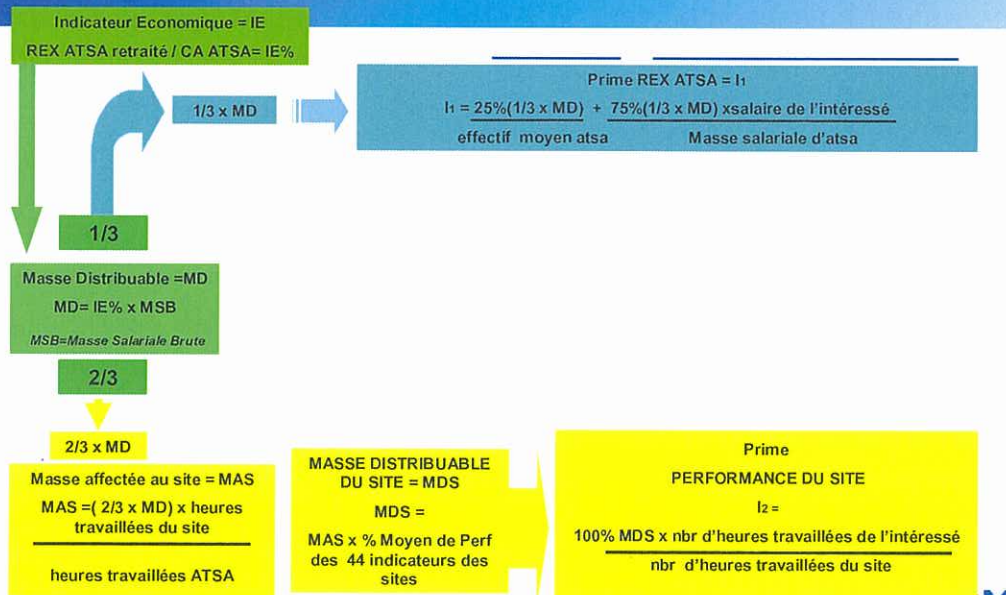 Indicateur Economique = IE
REX ATSA retraité / CA ATSA= IE%
1/3 x MD
Prime REX ATSA = I1
I1 = 25%(1/3 x MD) + 75%(1/3 x MD) xsalaire de l'intéressé
effectif moyen atsa Masse salariale d'atsa
1/3
Masse Distribuable =MD
MD= IE% x MSB
MSB=Masse Salariale Brute
2/3
2/3 x MD
Masse affectée au site = MAS
MAS =( 2/3 x MD) x heures
travaillées du site
heures travaillées ATSA
MASSE DISTRIBUABLE
DU SITE = MDS
MDS =
MAS x % Moyen de Perf
des 44 indicateurs des
sites
Prime
PERFORMANCE DU SITE
I2 =
100% MDS x nbr d'heures travaillées de l'intéressé
nbr d'heures travaillées du site